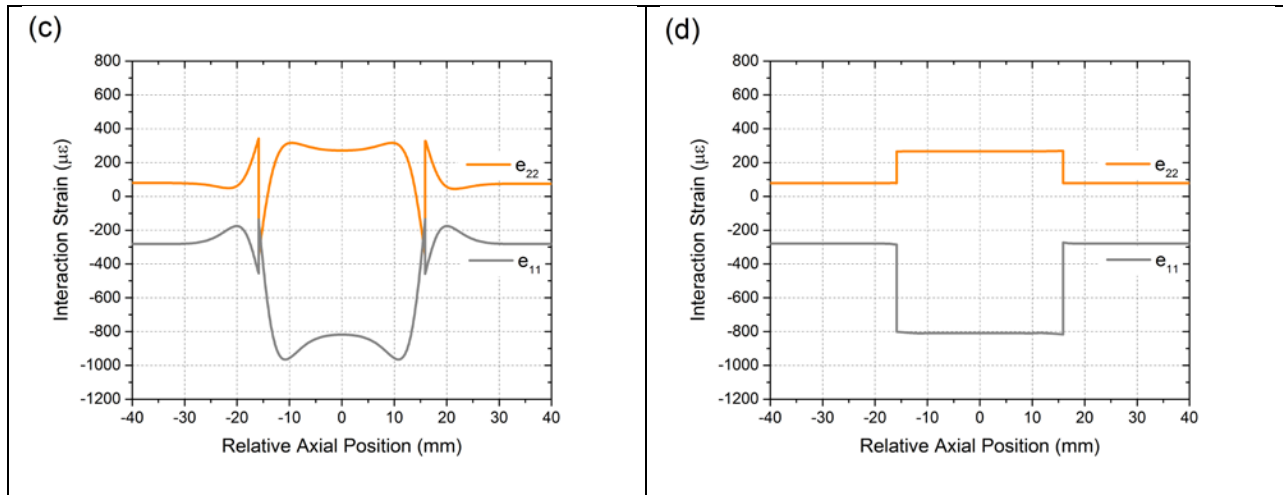 (c)
800
600
400
200
0
-200
-400
-600
-800
-1000
-1200
Interaction Strain (με)
e22
e11
-40 -30 -20 -10 0 10 20 30 40
Relative Axial Position (mm)
(d)
800
600
400
200
0
-200
-400
-600
-800
-1000
-1200
Interaction Strain (με)
e22
e11
-40 -30 -20 -10 0 10 20 30 40
Relative Axial Position (mm)